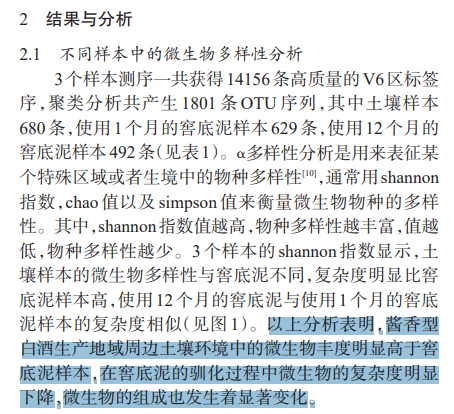 2 结果与分析
2.1 不同样本中的微生物多样性分析
3个样本测序一共获得14156条高质量的V6区标签
序,聚类分析共产生1801条OTU序列,其中土壤样本
680条,使用1个月的窖底泥样本629条,使用12个月的
窖底泥样本492条(见表1)。α多样性分析是用来表征某
个特殊区域或者生境中的物种多样性[10],通常用shannon
指数,chao值以及simpson值来衡量微生物物种的多样
性。其中,shannon指数值越高,物种多样性越丰富,值越
低,物种多样性越少。3个样本的shannon指数显示,土
壤样本的微生物多样性与窖底泥不同,复杂度明显比窖
底泥样本高,使用12个月的窖底泥与使用1个月的窖底
泥样本的复杂度相似(见图1)。以上分析表明,酱香型
白酒生产地域周边土壤环境中的微生物丰度明显高于窖
底泥样本,在窖底泥的驯化过程中微生物的复杂度明显
下降,微生物的组成也发生着显著变化。